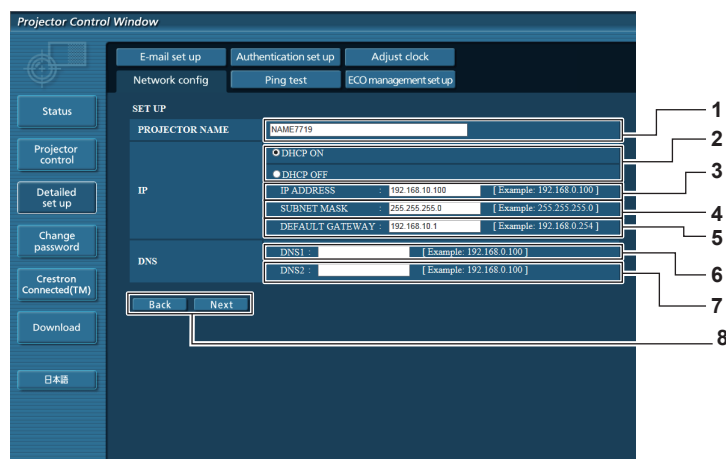 Projector Control Window
E-mail set up Authentication set up Adjust clock
Network config Ping test ECO management set up
Status
Projector control
Detailed set up
Change password
Crestron Connected(TM)
Download
日本語
SET UP
PROJECTOR NAME NAME7719
IP
DHCP ON
DHCP OFF
IP ADDRESS : 192.168.10.100 [ Example: 192.168.0.100 ]
SUBNET MASK : 255.255.255.0 [ Example: 255.255.255.0 ]
DEFAULT GATEWAY : 192.168.10.1 [ Example: 192.168.0.254 ]
DNS
DNS1 : [ Example: 192.168.0.100 ]
DNS2 : [ Example: 192.168.0.100 ]
Back Next
1
2
3
4
5
6
7
8